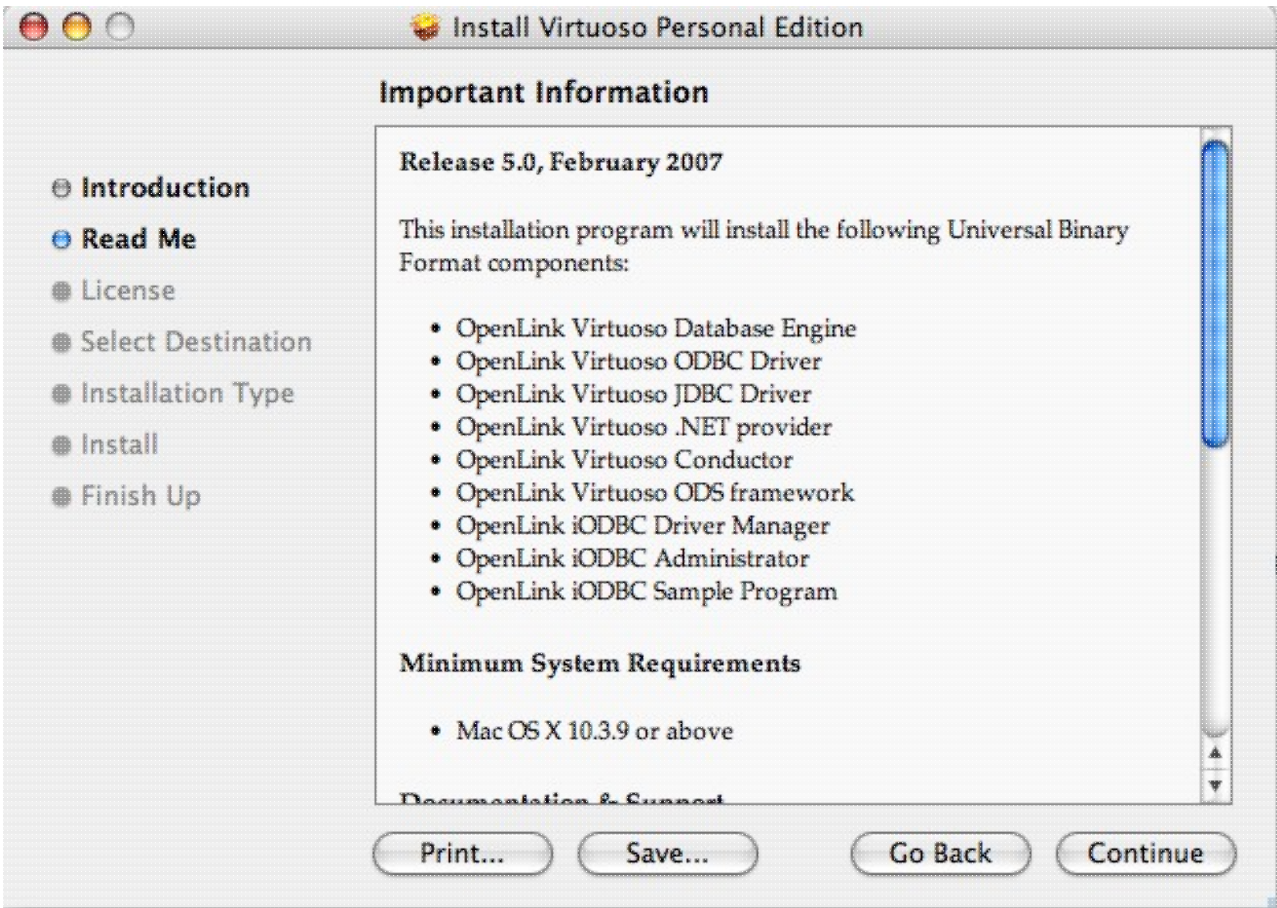 Install Virtuoso Personal Edition
Important Information
Introduction
Read Me
License
Select Destination
Installation Type
Install
Finish Up
Release 5.0, February 2007
This installation program will install the following Universal Binary
Format components:
• OpenLink Virtuoso Database Engine
• OpenLink Virtuoso ODBC Driver
• OpenLink Virtuoso JDBC Driver
• OpenLink Virtuoso .NET provider
• OpenLink Virtuoso Conductor
• OpenLink Virtuoso ODS framework
• OpenLink iODBC Driver Manager
• OpenLink iODBC Administrator
• OpenLink iODBC Sample Program
Minimum System Requirements
• Mac OS X 10.3.9 or above
Documentation & Support
Print...
Save...
Go Back
Continue